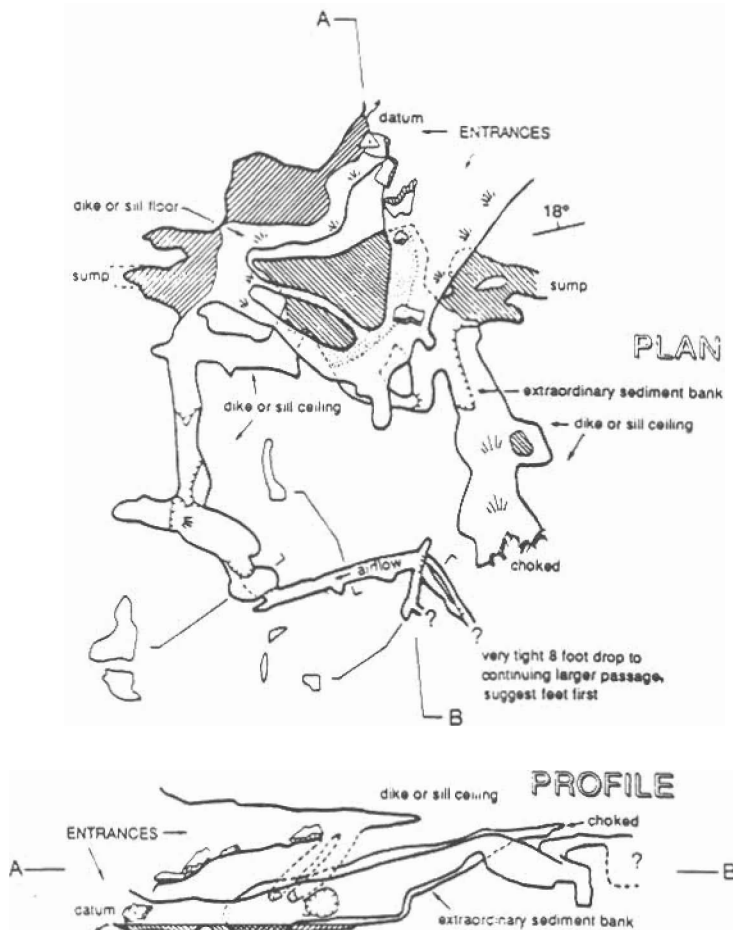 A
datum
ENTRANCES
dike or sill floor
18°
sump
sump
PLAN
extraordinary sediment bank
dike or sill ceiling
dike or sill ceiling
airflow
choked
?
?
very tight 8 foot drop to
continuing larger passage,
suggest feet first
B
PROFILE
dike or sill ceiling
choked
ENTRANCES
A
?
B
datum
extraordinary sediment bank